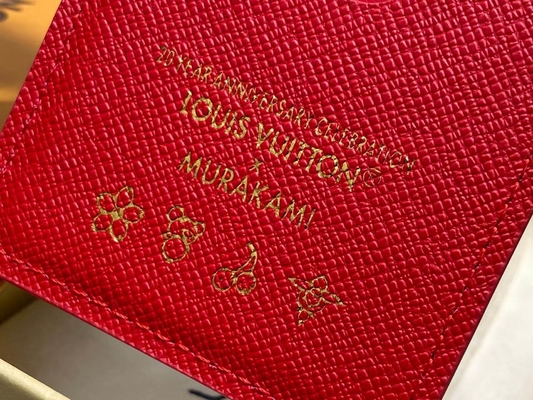 20 YEAR ANNIVERSARY CELEBRATION
LOUIS VUITTON
×
MURAKAMI